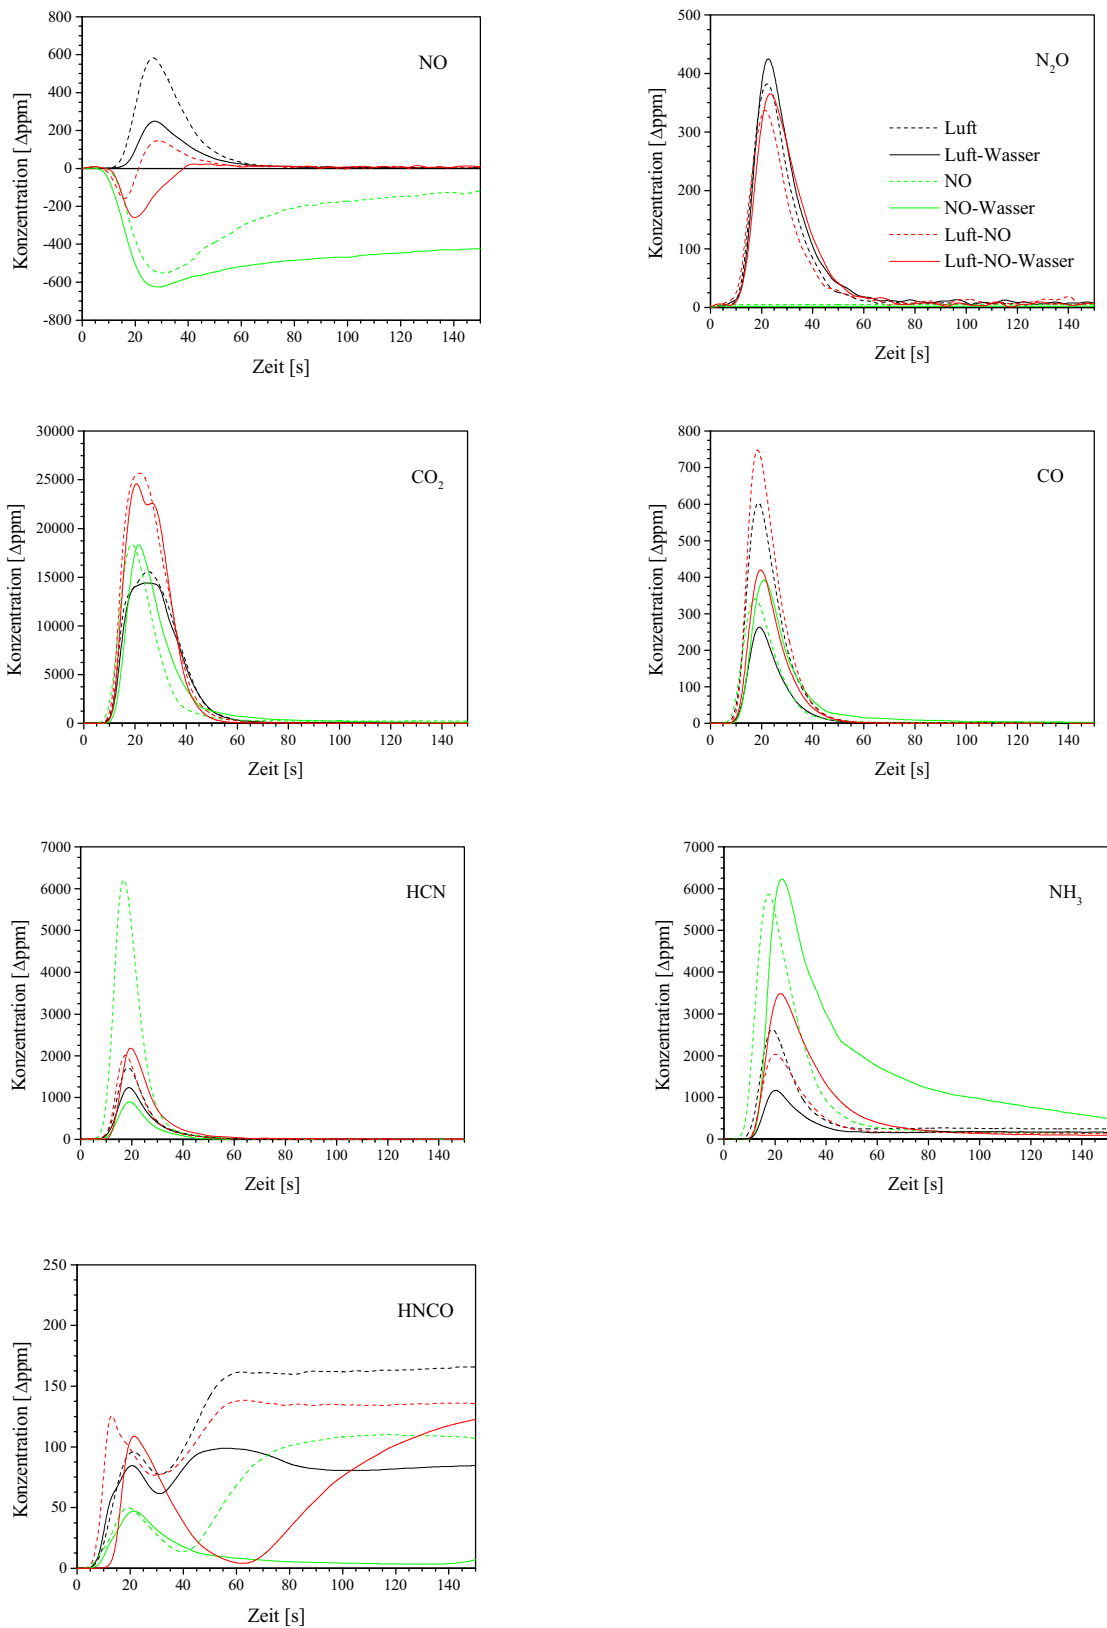 800
600
400
200
0
-200
-400
-600
-800
0 20 40 60 80 100 120 140
Konzentration [Δppm]
Zeit [s]
NO
500
400
300
200
100
0
0 20 40 60 80 100 120 140
Konzentration [Δppm]
Zeit [s]
N₂O
Luft
Luft-Wasser
NO
NO-Wasser
Luft-NO
Luft-NO-Wasser
30000
25000
20000
15000
10000
5000
0
0 20 40 60 80 100 120 140
Konzentration [Δppm]
Zeit [s]
CO₂
800
700
600
500
400
300
200
100
0
0 20 40 60 80 100 120 140
Konzentration [Δppm]
Zeit [s]
CO
7000
6000
5000
4000
3000
2000
1000
0
0 20 40 60 80 100 120 140
Konzentration [Δppm]
Zeit [s]
HCN
7000
6000
5000
4000
3000
2000
1000
0
0 20 40 60 80 100 120 140
Konzentration [Δppm]
Zeit [s]
NH₃
250
200
150
100
50
0
0 20 40 60 80 100 120 140
Konzentration [Δppm]
Zeit [s]
HNCO